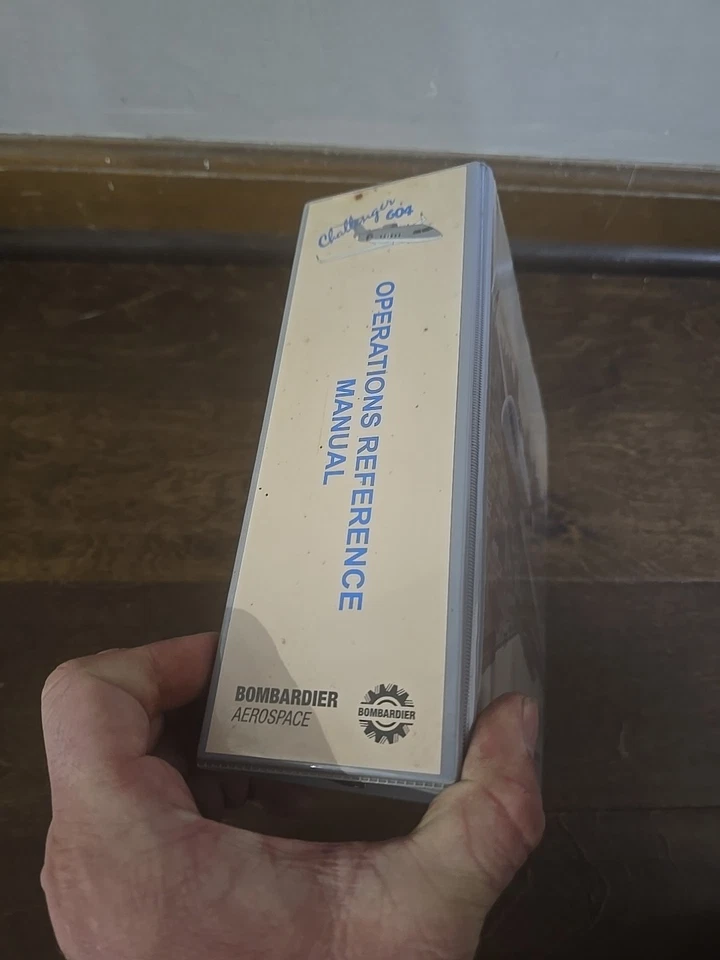 Challenger
604
OPERATIONS REFERENCE
MANUAL
BOMBARDIER
AEROSPACE
BOMBARDIER